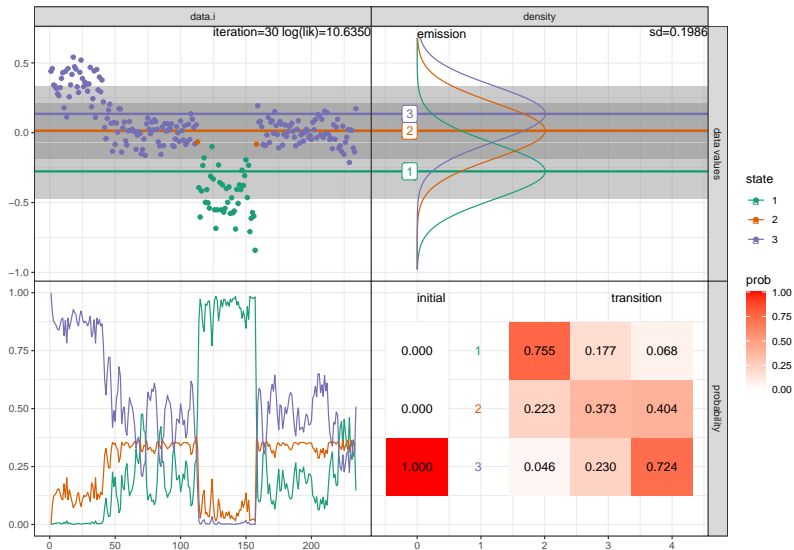 data.i
density
iteration=30 log(lik)=10.6350
emission
sd=0.1986
0.5
0.0
−0.5
−1.0
3
2
1
data values
state
a 1
a 2
a 3
prob
1.00
0.75
0.50
0.25
0.00
1.00
0.75
0.50
0.25
0.00
initial
transition
0.000 1 0.755 0.177 0.068
0.000 2 0.223 0.373 0.404
1.000 3 0.046 0.230 0.724
probability
0 50 100 150 200
0 1 2 3 4